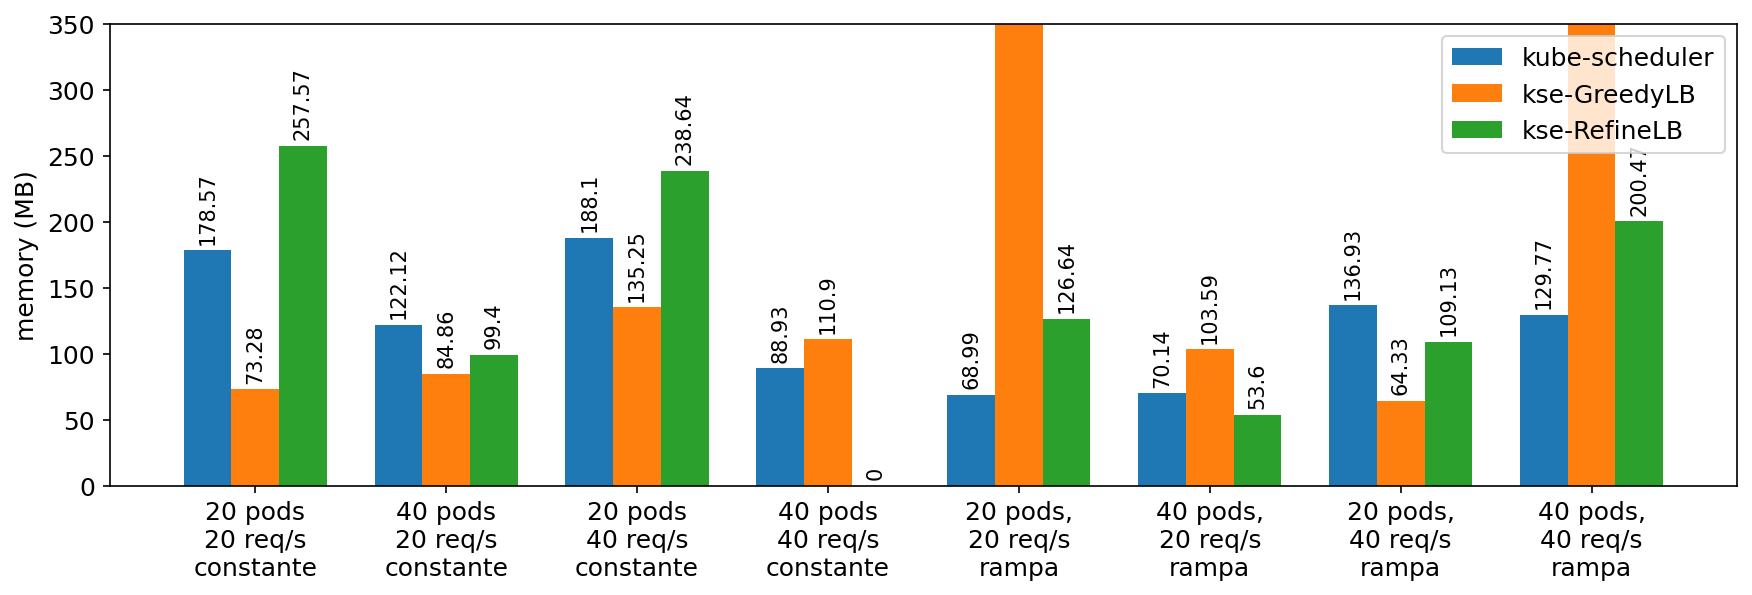 memory (MB)
350
300
250
200
150
100
50
0
178.57
73.28
257.57
122.12
84.86
99.4
188.1
135.25
238.64
88.93
110.9
0
68.99
126.64
70.14
103.59
53.6
136.93
64.33
109.13
129.77
200.47
kube-scheduler
kse-GreedyLB
kse-RefineLB
20 pods
20 req/s
constante
40 pods
20 req/s
constante
20 pods
40 req/s
constante
40 pods
40 req/s
constante
20 pods,
20 req/s
rampa
40 pods,
20 req/s
rampa
20 pods,
40 req/s
rampa
40 pods,
40 req/s
rampa